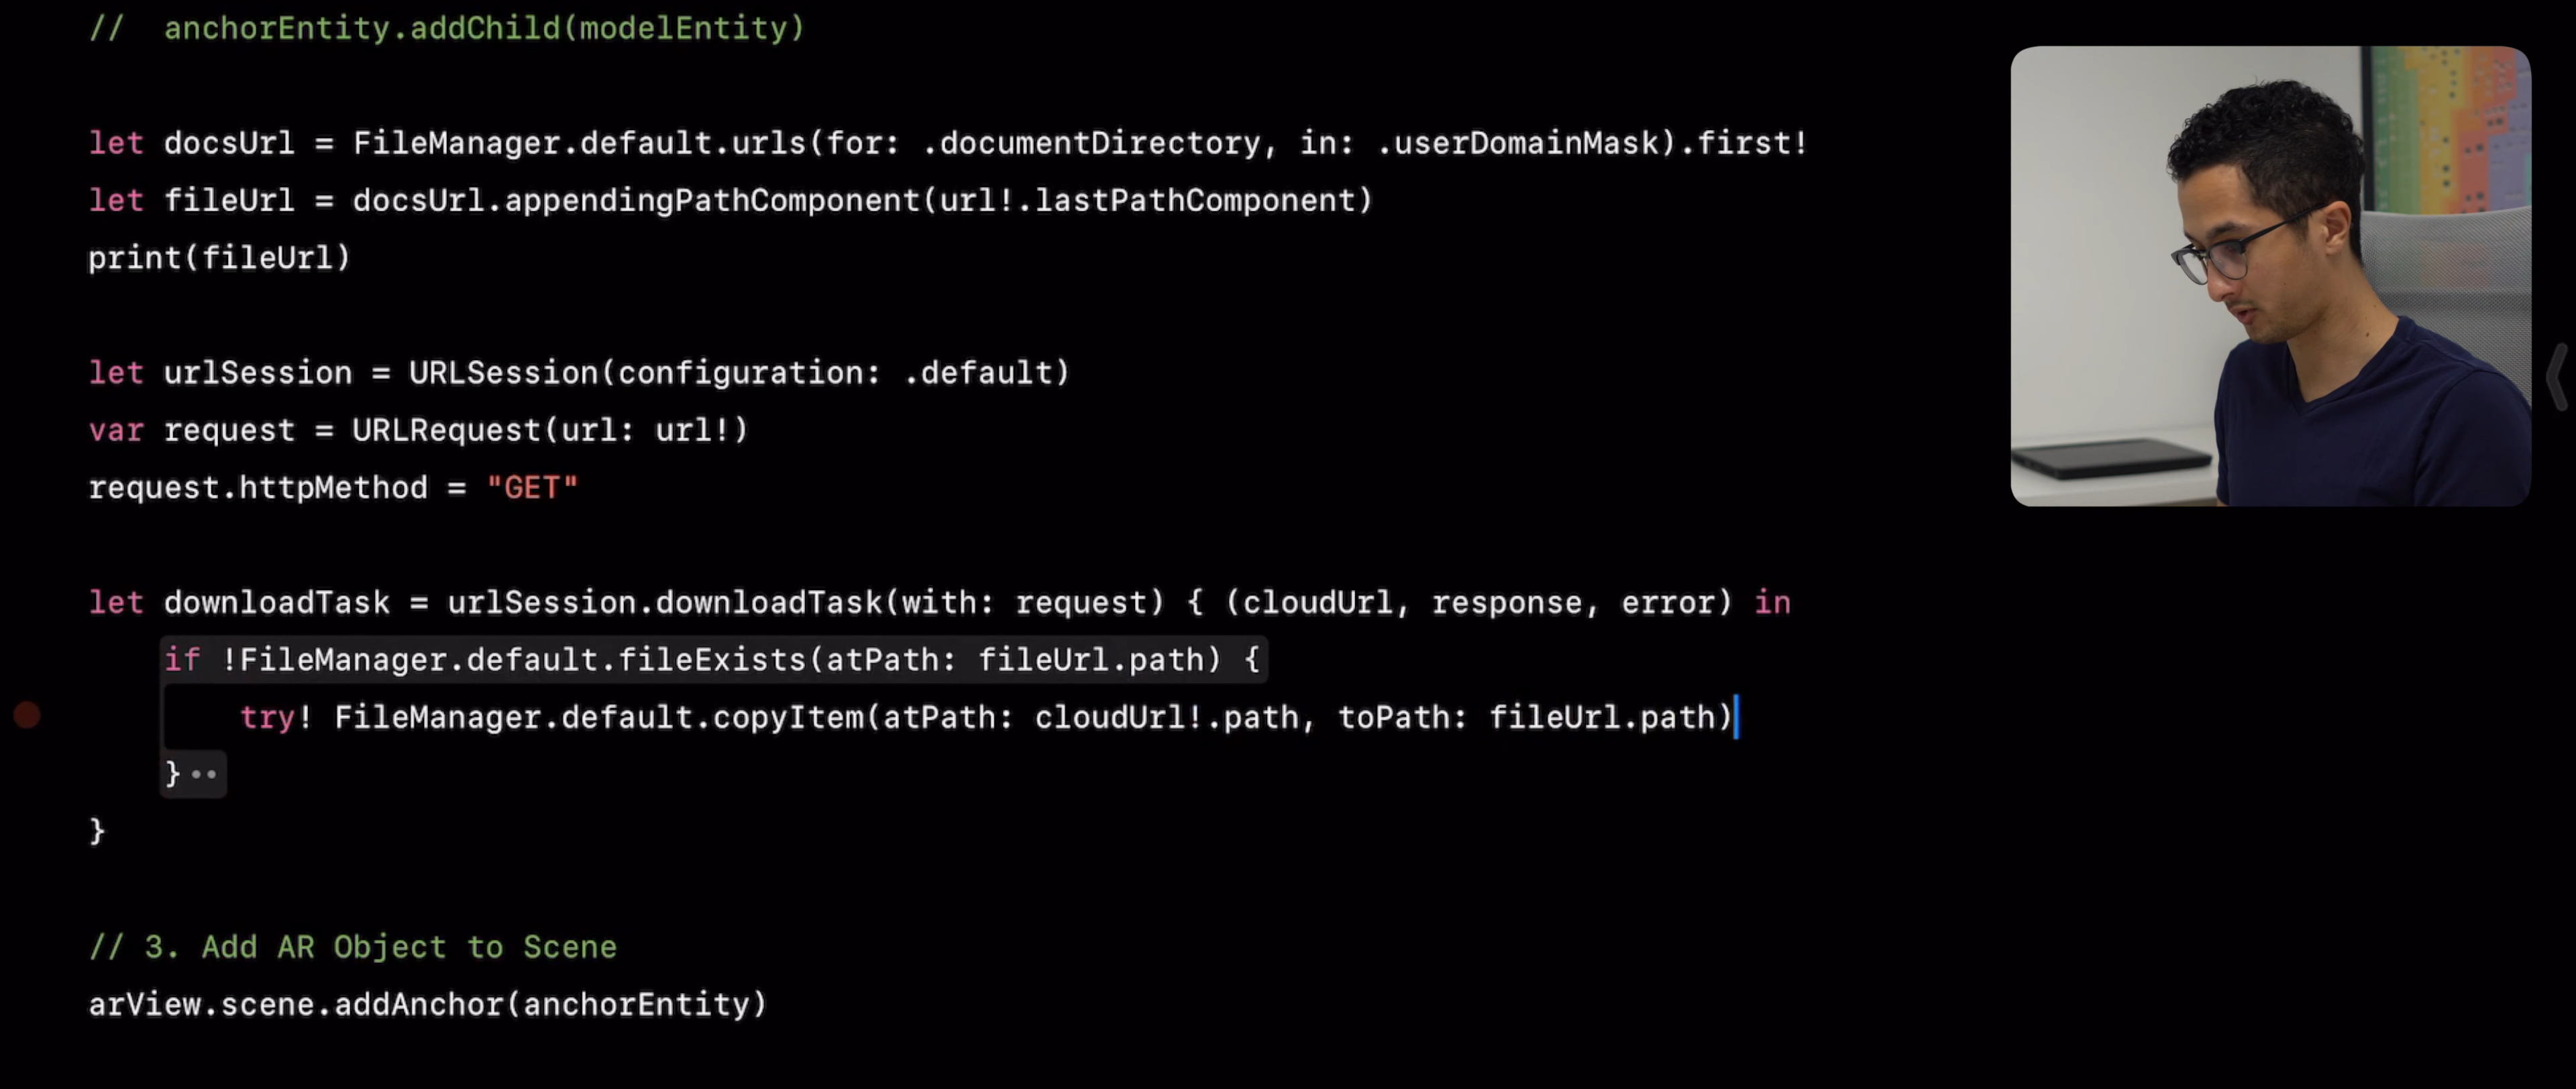 //  anchorEntity.addChild(modelEntity)
let docsUrl = FileManager.default.urls(for: .documentDirectory, in: .userDomainMask).first!
let fileUrl = docsUrl.appendingPathComponent(url!.lastPathComponent)
print(fileUrl)
let urlSession = URLSession(configuration: .default)
var request = URLRequest(url: url!)
request.httpMethod = "GET"
let downloadTask = urlSession.downloadTask(with: request) { (cloudUrl, response, error) in
if !FileManager.default.fileExists(atPath: fileUrl.path) {
try! FileManager.default.copyItem(atPath: cloudUrl!.path, toPath: fileUrl.path)
}
}
// 3. Add AR Object to Scene
arView.scene.addAnchor(anchorEntity)